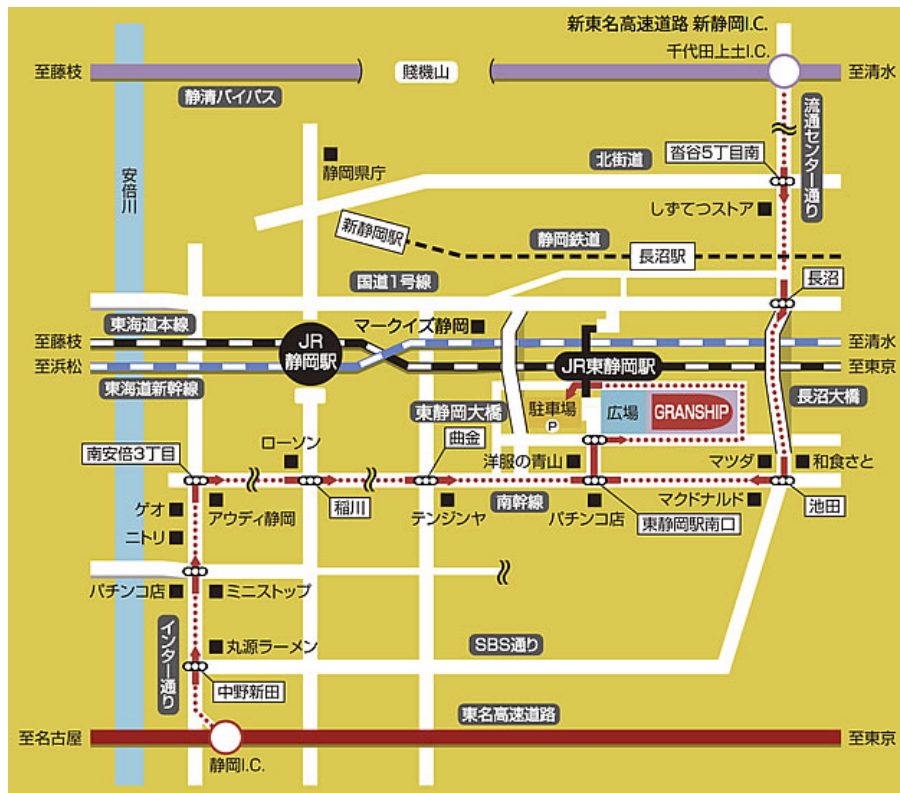 新東名高速道路 新静岡I.C.
千代田上土I.C.
至藤枝
賤機山
至清水
静清バイパス
流通センター通り
安倍川
静岡県庁
北街道
沓谷5丁目南
しずてつストア
新静岡駅
静岡鉄道
長沼駅
国道1号線
長沼
東海道本線
マークイズ静岡
至藤枝
JR
静岡駅
至清水
至浜松
JR東静岡駅
至東京
東海道新幹線
長沼大橋
東静岡大橋
駐車場
P
広場
GRANSHIP
南安倍3丁目
ローソン
曲金
洋服の青山
マツダ
和食さと
ゲオ
アウディ静岡
稲川
テンジンヤ
南幹線
パチンコ店
マクドナルド
池田
東静岡駅南口
ニトリ
パチンコ店
ミニストップ
インター通り
丸源ラーメン
SBS通り
中野新田
東名高速道路
至名古屋
至東京
静岡I.C.